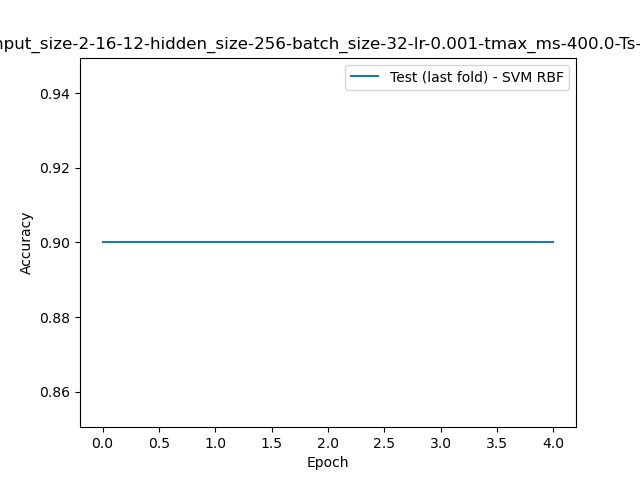 nput_size-2-16-12-hidden_size-256-batch_size-32-lr-0.001-tmax_ms-400.0-Ts-
Test (last fold) - SVM RBF
0.94
0.92
0.90
0.88
0.86
Accuracy
0.0 0.5 1.0 1.5 2.0 2.5 3.0 3.5 4.0
Epoch